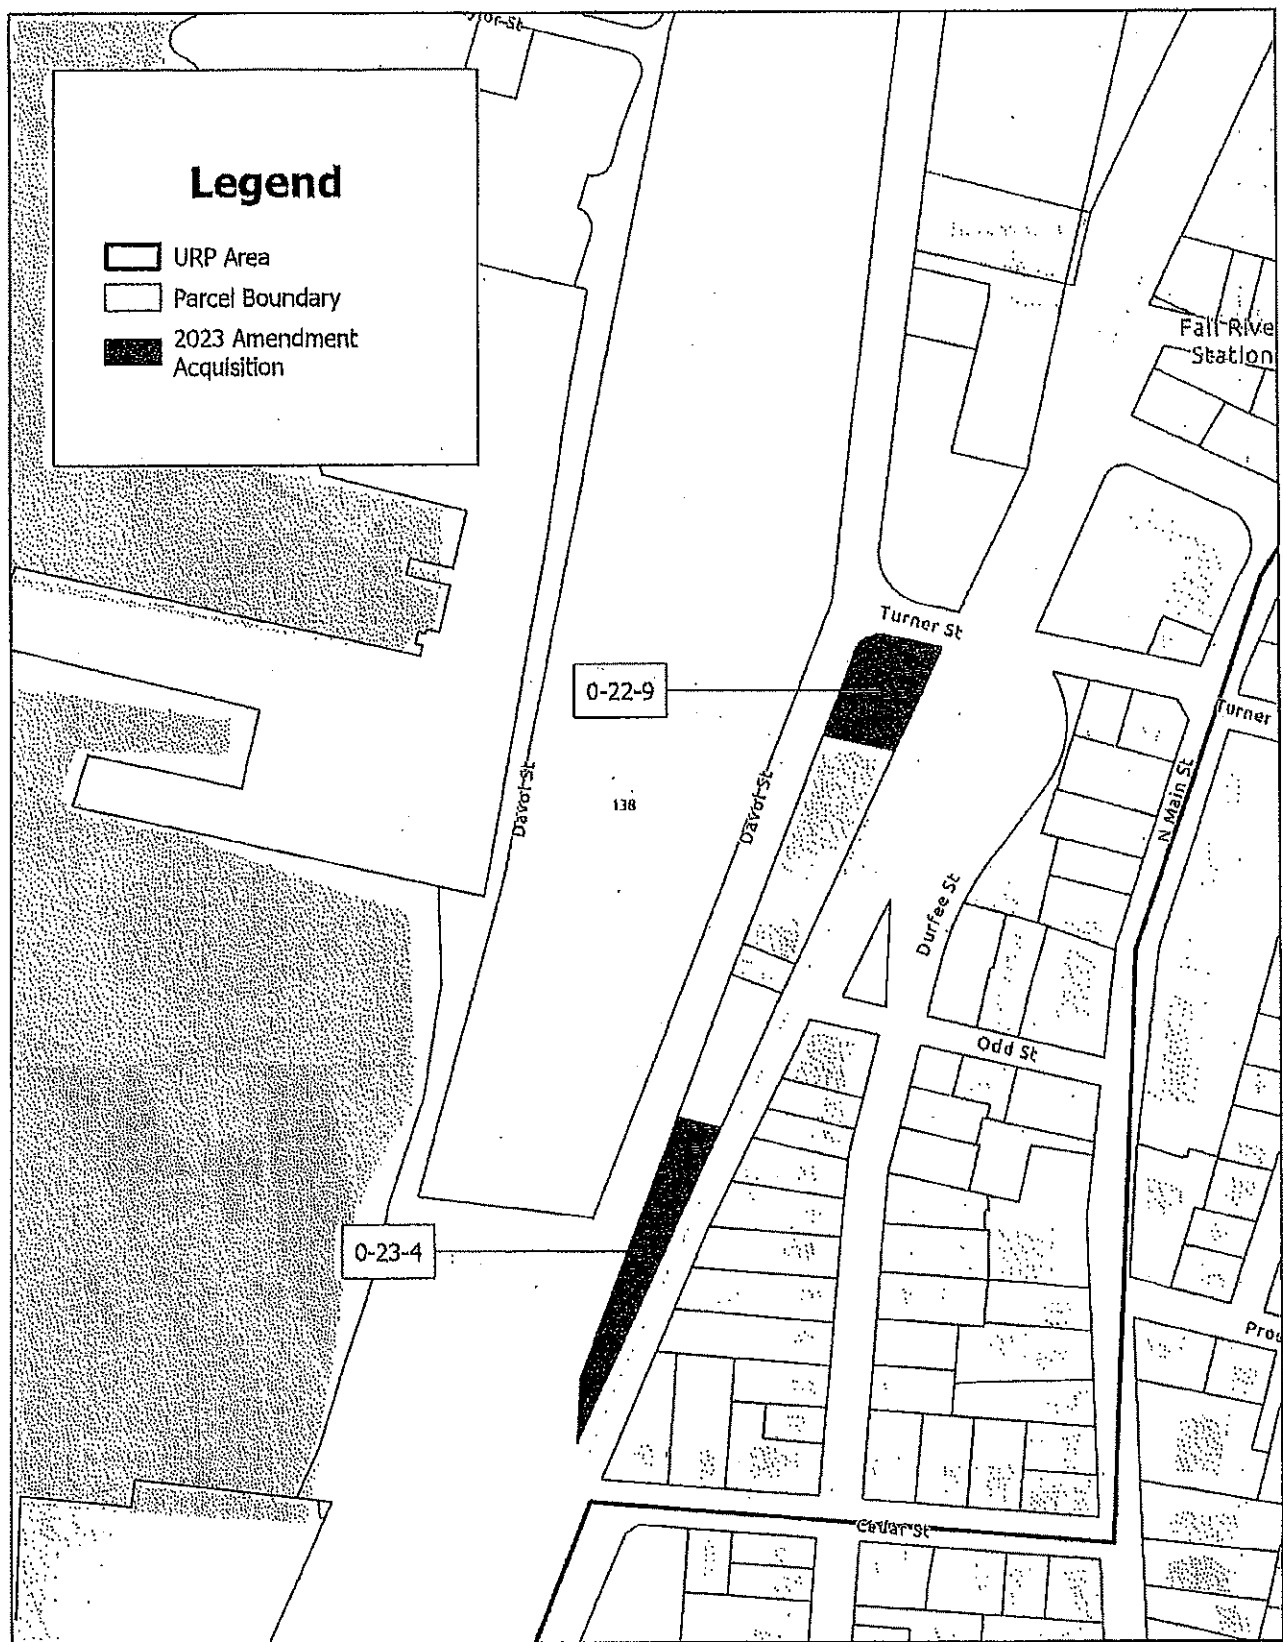 Legend
URP Area
Parcel Boundary
2023 Amendment
Acquisition
Fall Rive
Station
Turner St
0-22-9
Turner
Davol St
138
Davol St
N Main St
Durfee St
Odd St
0-23-4
Cedar St